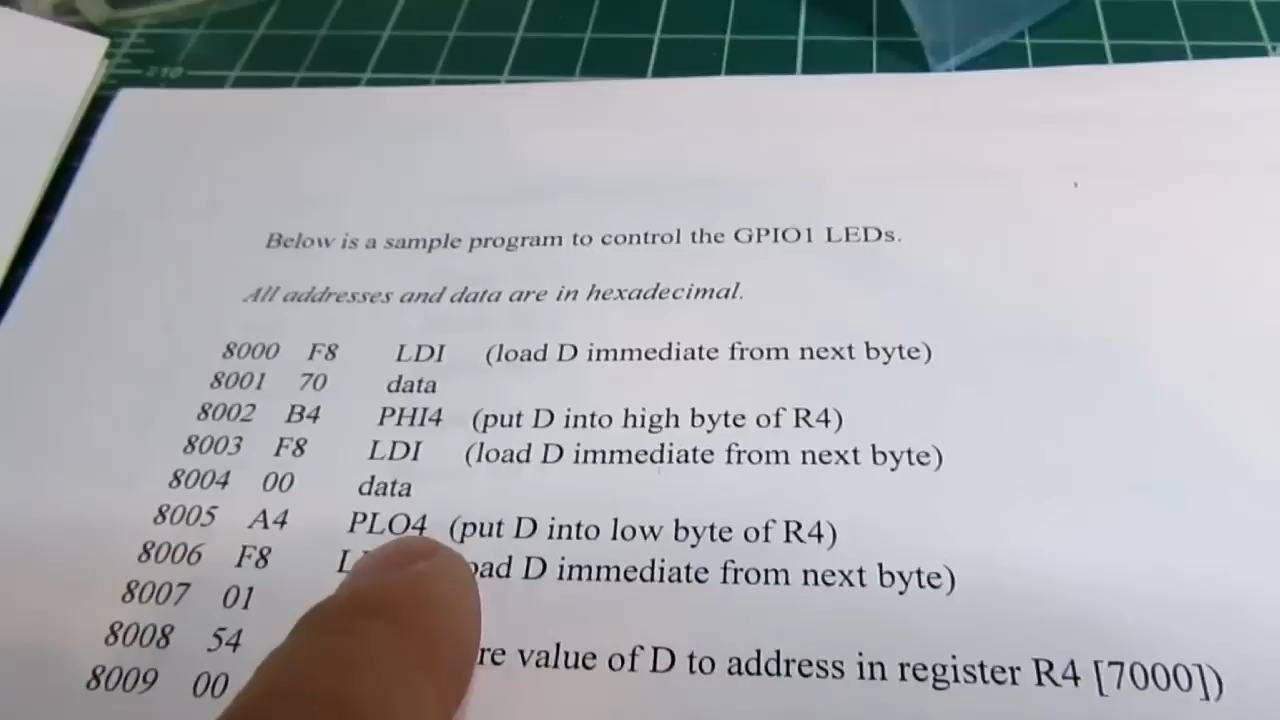 Below is a sample program to control the GPIO1 LEDs.
All addresses and data are in hexadecimal.
8000 F8 LDI (load D immediate from next byte)
8001 70 data
8002 B4 PHI4 (put D into high byte of R4)
8003 F8 LDI (load D immediate from next byte)
8004 00 data
8005 A4 PLO4 (put D into low byte of R4)
8006 F8 D immediate from next byte)
8007 01
8008 54 value of D to address in register R4 [7000])
8009 00